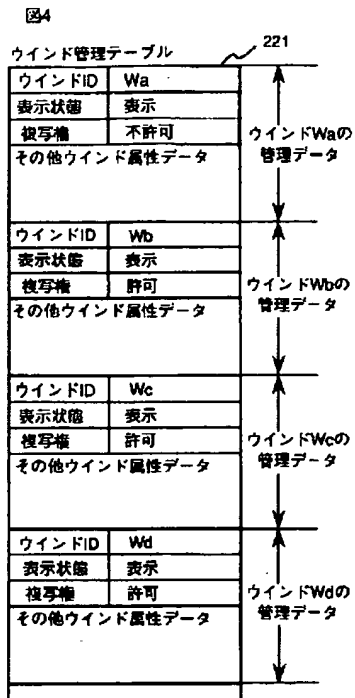 図4
ウインド管理テーブル
221
ウインドID Wa
表示状態 表示
複写権 不許可
その他ウインド属性データ
ウインドWaの
管理データ
ウインドID Wb
表示状態 表示
複写権 許可
その他ウインド属性データ
ウインドWbの
管理データ
ウインドID Wc
表示状態 表示
複写権 許可
その他ウインド属性データ
ウインドWcの
管理データ
ウインドID Wd
表示状態 表示
複写権 許可
その他ウインド属性データ
ウインドWdの
管理データ